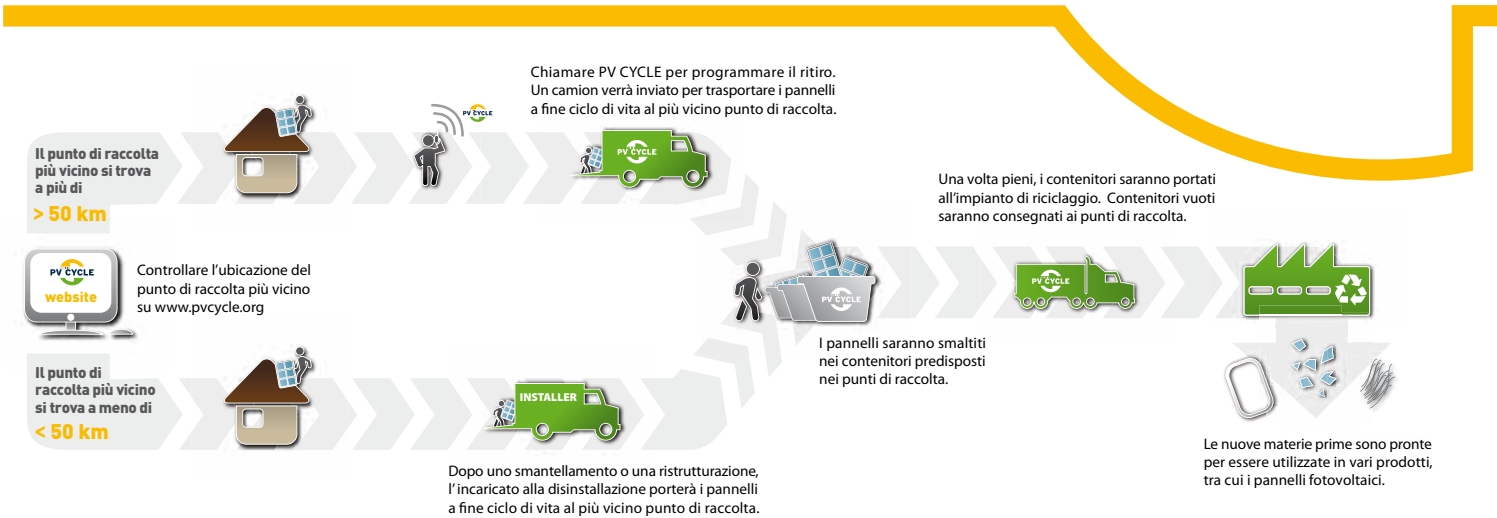 Chiamare PV CYCLE per programmare il ritiro.
Un camion verrà inviato per trasportare i pannelli
a fine ciclo di vita al più vicino punto di raccolta.
PV CYCLE
PV CYCLE
Il punto di raccolta
più vicino si trova
a più di
> 50 km
Una volta pieni, i contenitori saranno portati
all'impianto di riciclaggio. Contenitori vuoti
saranno consegnati ai punti di raccolta.
PV CYCLE
website
Controllare l'ubicazione del
punto di raccolta più vicino
su www.pvcycle.org
PV CYCLE
PV CYCLE
I pannelli saranno smaltiti
nei contenitori predisposti
nei punti di raccolta.
Il punto di
raccolta più vicino
si trova a meno di
< 50 km
INSTALLER
Dopo uno smantellamento o una ristrutturazione,
l'incaricato alla disinstallazione porterà i pannelli
a fine ciclo di vita al più vicino punto di raccolta.
Le nuove materie prime sono pronte
per essere utilizzate in vari prodotti,
tra cui i pannelli fotovoltaici.